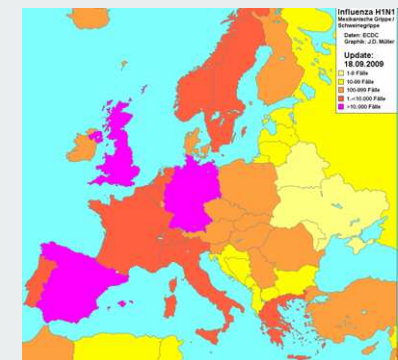 Influenza H1N1
Mexikanische Grippe /
Schweinegrippe
Daten: ECDC
Graphik: J.D. Müller
Update:
18.09.2009
1-9 Fälle
10-99 Fälle
100-999 Fälle
1.-<10.000 Fälle
>10.000 Fälle